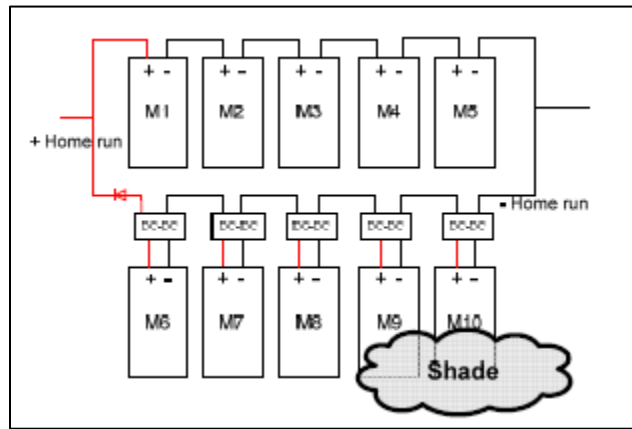 + - + - + - + - + -
M1 M2 M3 M4 M5
+ Home run
- Home run
DC-DC DC-DC DC-DC DC-DC DC-DC
+ - + - + - + - + -
M6 M7 M8 M9 M10
Shade